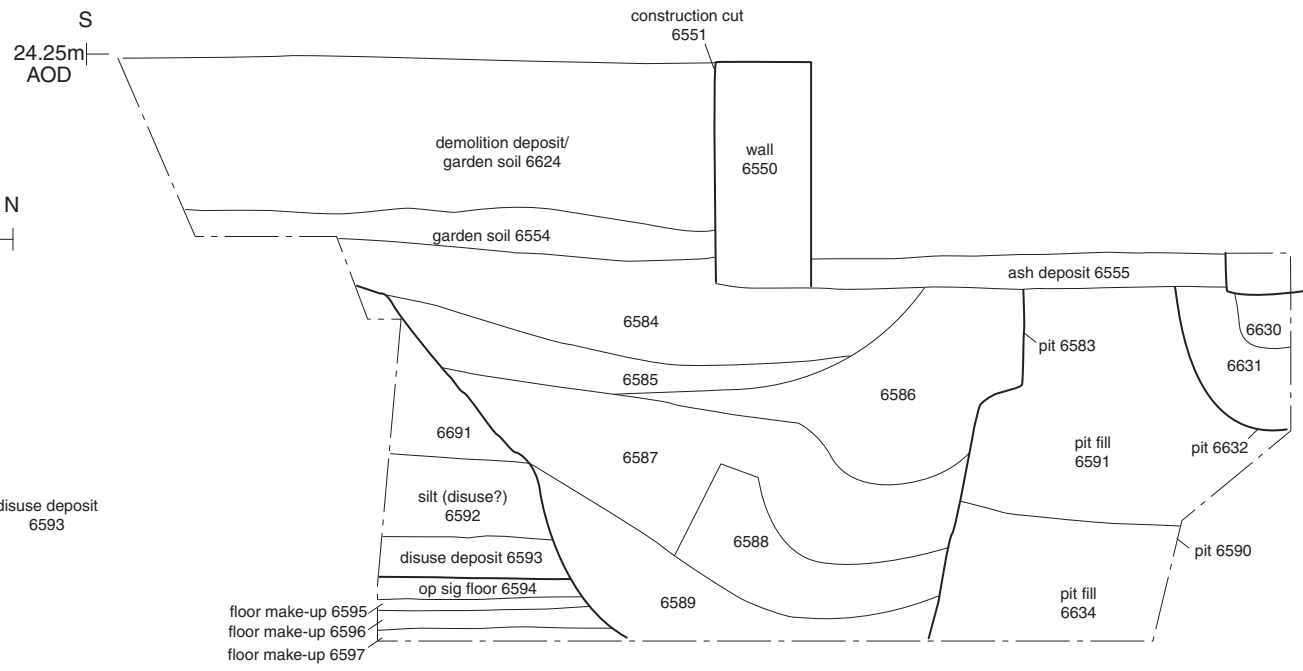 S
construction cut
6551
24.25m
AOD
demolition deposit/
garden soil 6624
wall
6550
N
garden soil 6554
ash deposit 6555
6584
6630
pit 6583
6631
6585
6586
6691
pit fill
6591
pit 6632
6587
silt (disuse?)
6592
disuse deposit
6593
6588
pit 6590
disuse deposit 6593
op sig floor 6594
pit fill
6634
6589
floor make-up 6595
floor make-up 6596
floor make-up 6597